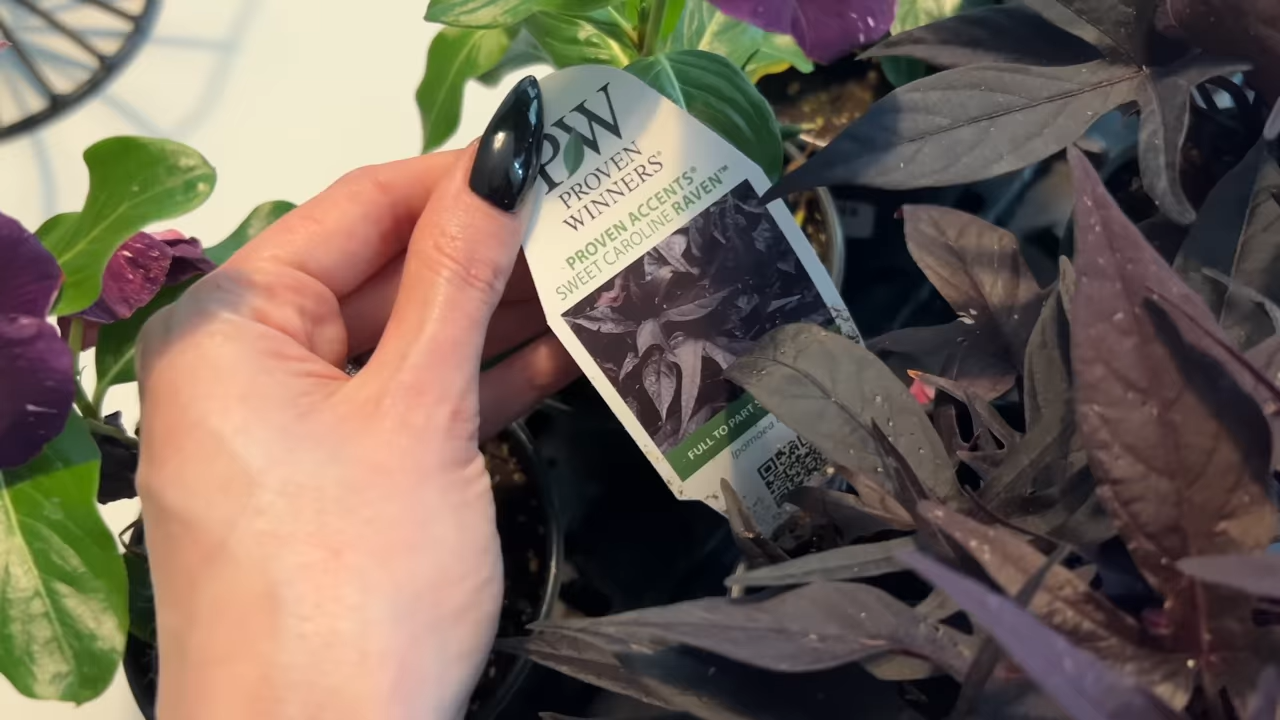 PW
PROVEN
WINNERS®
PROVEN ACCENTS®
SWEET CAROLINE RAVEN™
FULL TO PART
Ipomoea